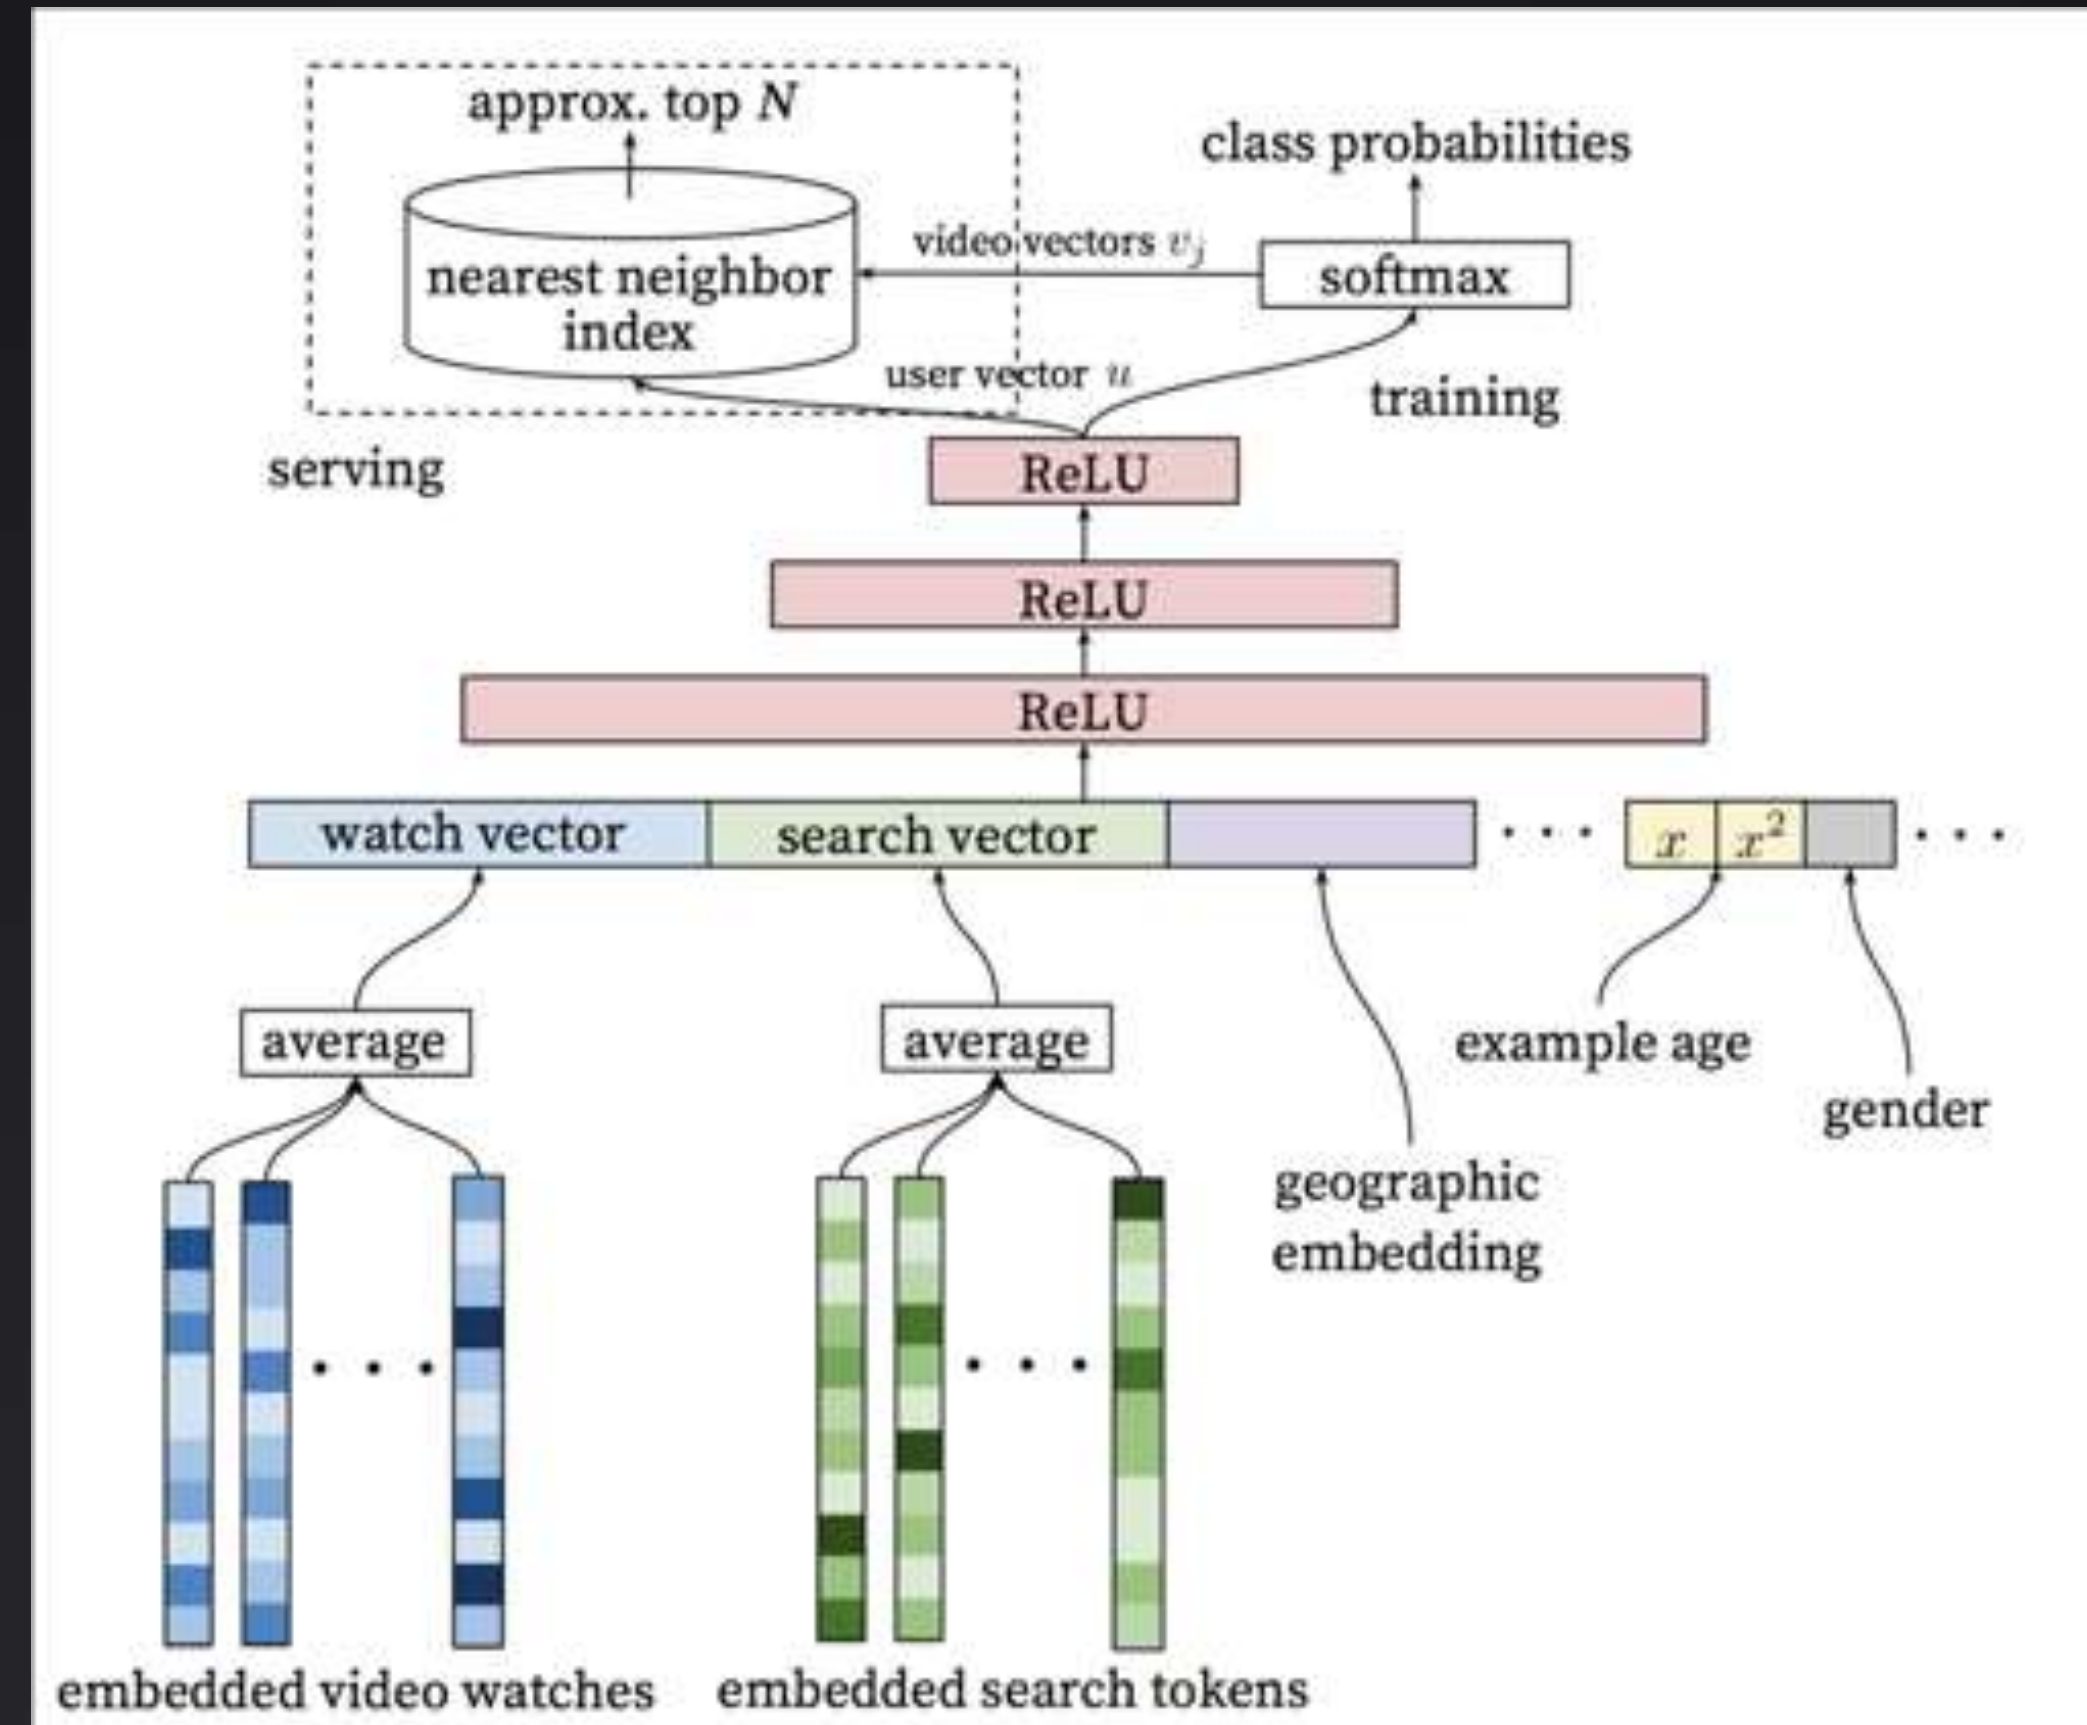 approx. top N
class probabilities
video vectors v_j
nearest neighbor
index
softmax
user vector u
training
serving
ReLU
ReLU
ReLU
watch vector
search vector
. . .
x
x²
. . .
average
average
example age
gender
geographic
embedding
. . .
. . .
embedded video watches
embedded search tokens